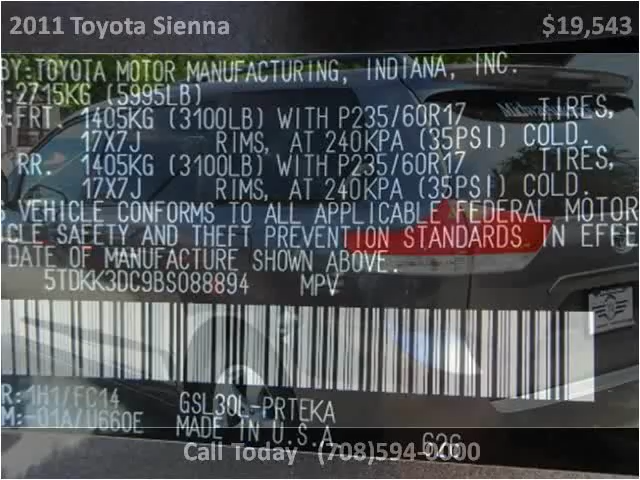 2011 Toyota Sienna $19,543
BY: TOYOTA MOTOR MANUFACTURING, INDIANA, INC.
: 2715KG (5995LB)
: FRT 1405KG (3100LB) WITH P235/60R17 TIRES,
17X7J RIMS, AT 240KPA (35PSI) COLD.
RR. 1405KG (3100LB) WITH P235/60R17 TIRES,
17X7J RIMS, AT 240KPA (35PSI) COLD.
S VEHICLE CONFORMS TO ALL APPLICABLE FEDERAL MOTOR
ICLE SAFETY AND THEFT PREVENTION STANDARDS IN EFFE
DATE OF MANUFACTURE SHOWN ABOVE.
5TDKK3DC9BS088894 MPV
R: 1H1/FC14
M: -01A/U660E
GSL30L-PRTEKA
MADE IN U.S.A.
626
Call Today (708)594-0400